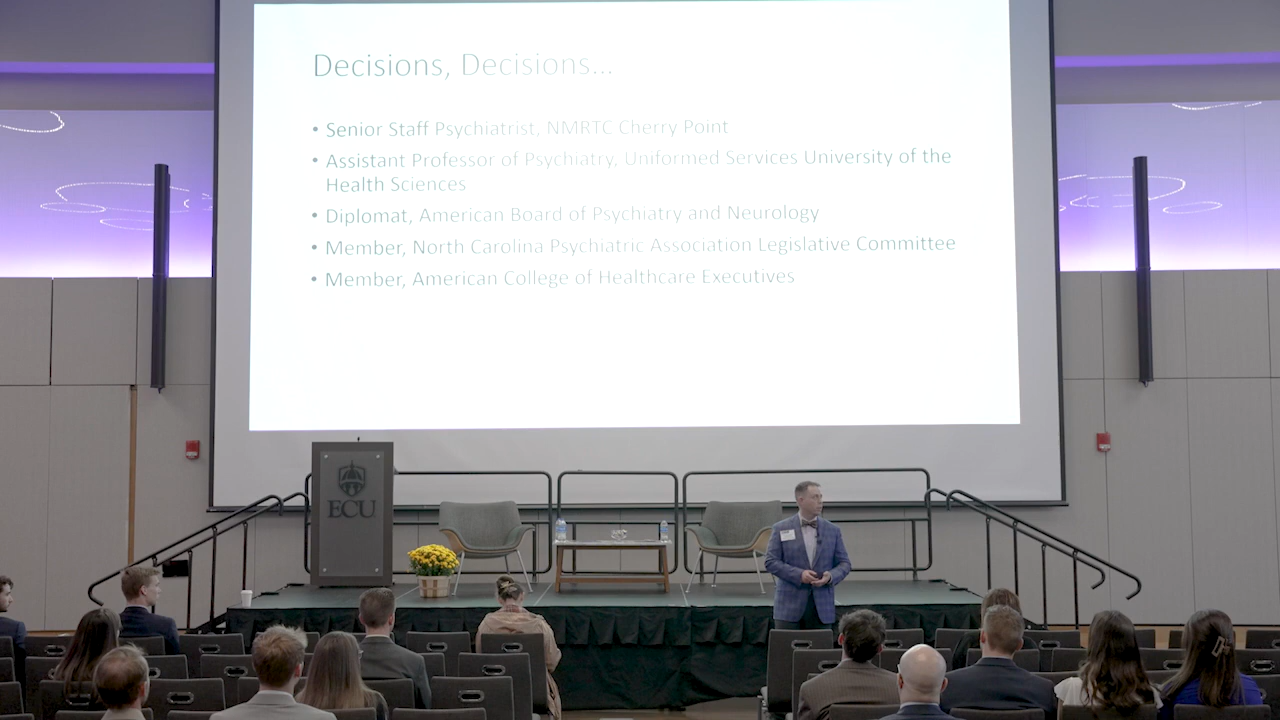 Decisions, Decisions...
• Senior Staff Psychiatrist, NMRTC Cherry Point
• Assistant Professor of Psychiatry, Uniformed Services University of the
Health Sciences
• Diplomat, American Board of Psychiatry and Neurology
• Member, North Carolina Psychiatric Association Legislative Committee
• Member, American College of Healthcare Executives
ECU